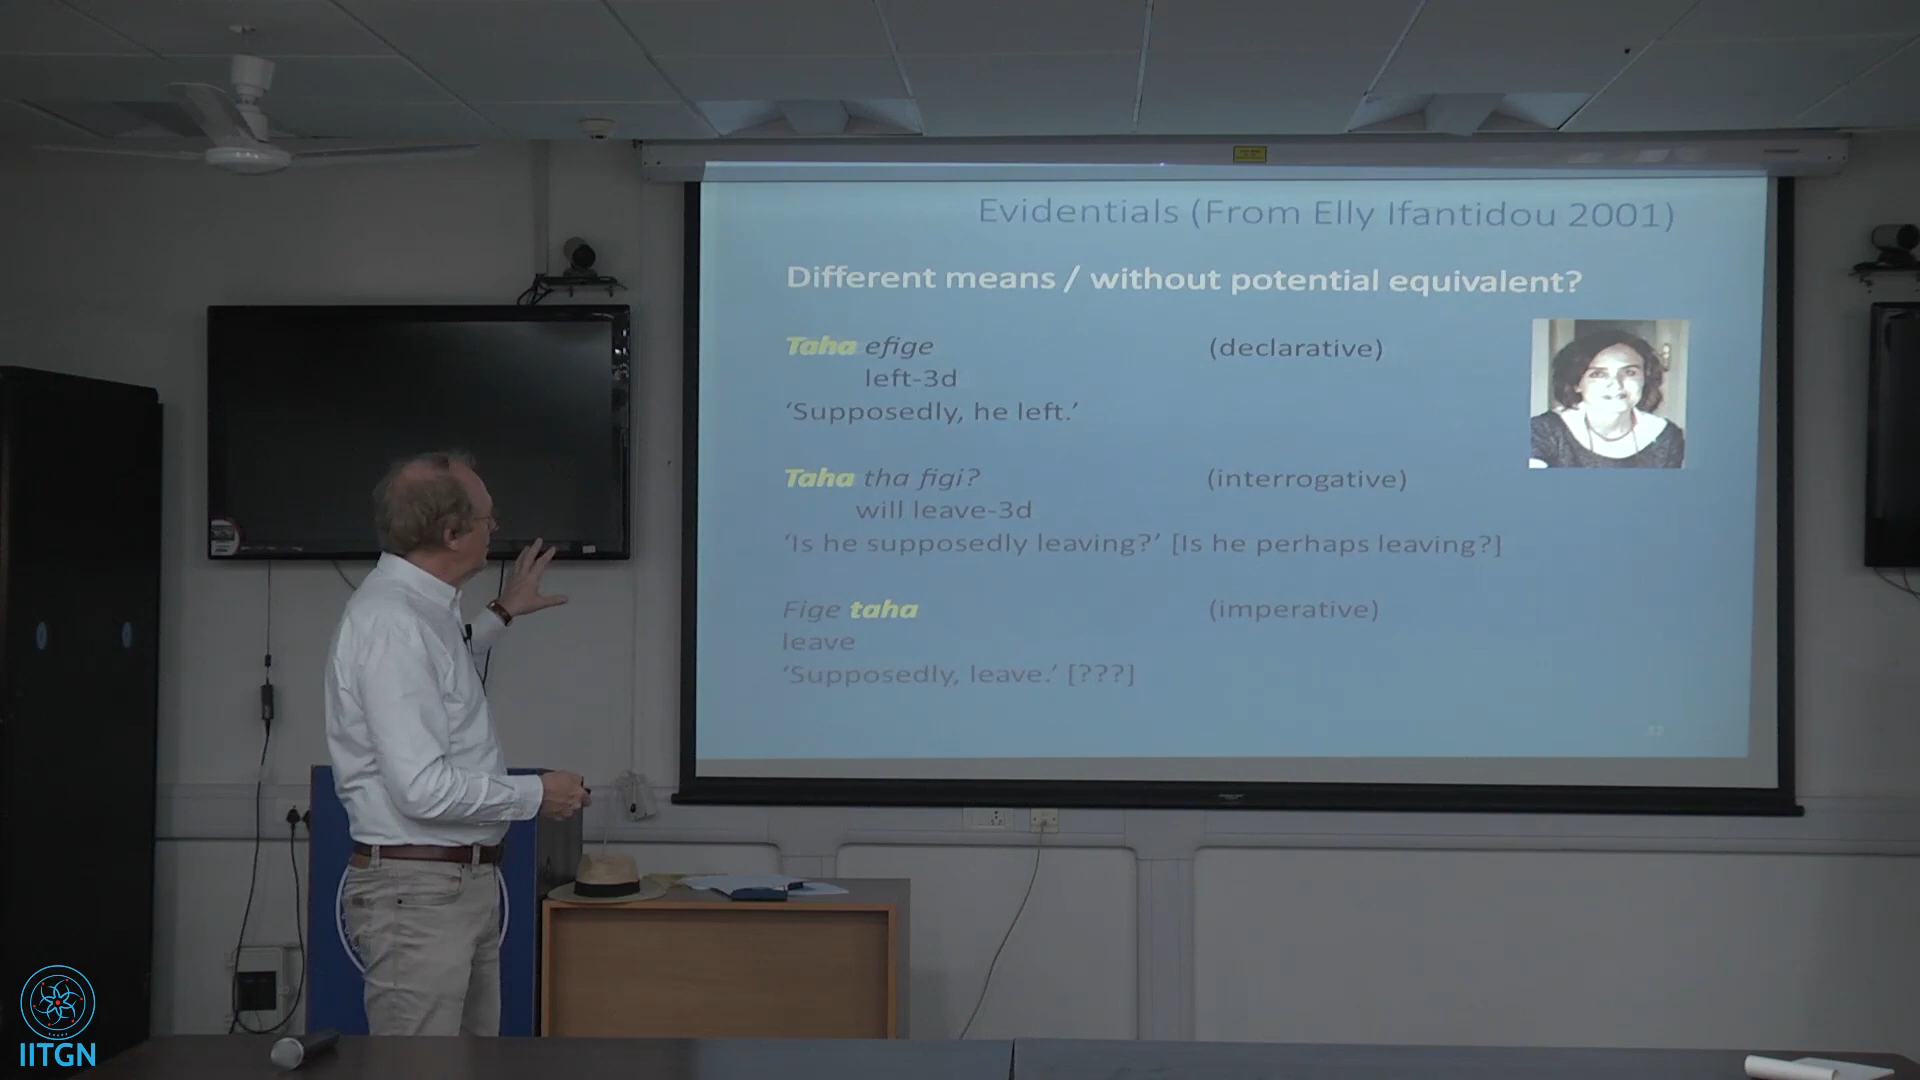 Evidentials (From Elly Ifantidou 2001)
Different means / without potential equivalent?
Taha efige (declarative)
left-3d
‘Supposedly, he left.’
Taha tha figi? (interrogative)
will leave-3d
‘Is he supposedly leaving?’ [Is he perhaps leaving?]
Fige taha (imperative)
leave
‘Supposedly, leave.’ [???]
IITGN